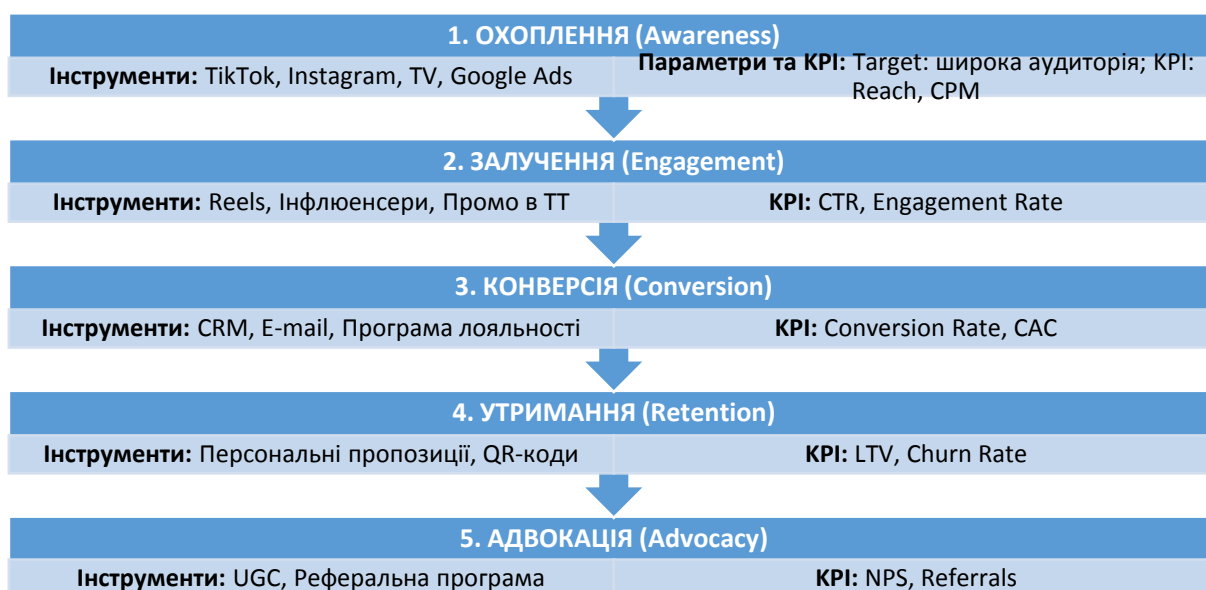 1. ОХОПЛЕННЯ (Awareness)
Інструменти: TikTok, Instagram, TV, Google Ads
Параметри та KPI: Target: широка аудиторія; KPI:
Reach, CPM
2. ЗАЛУЧЕННЯ (Engagement)
Інструменти: Reels, Інфлюенсери, Промо в ТТ
KPI: CTR, Engagement Rate
3. КОНВЕРСІЯ (Conversion)
Інструменти: CRM, E-mail, Програма лояльності
KPI: Conversion Rate, CAC
4. УТРИМАННЯ (Retention)
Інструменти: Персональні пропозиції, QR-коди
KPI: LTV, Churn Rate
5. АДВОКАЦІЯ (Advocacy)
Інструменти: UGC, Реферальна програма
KPI: NPS, Referrals